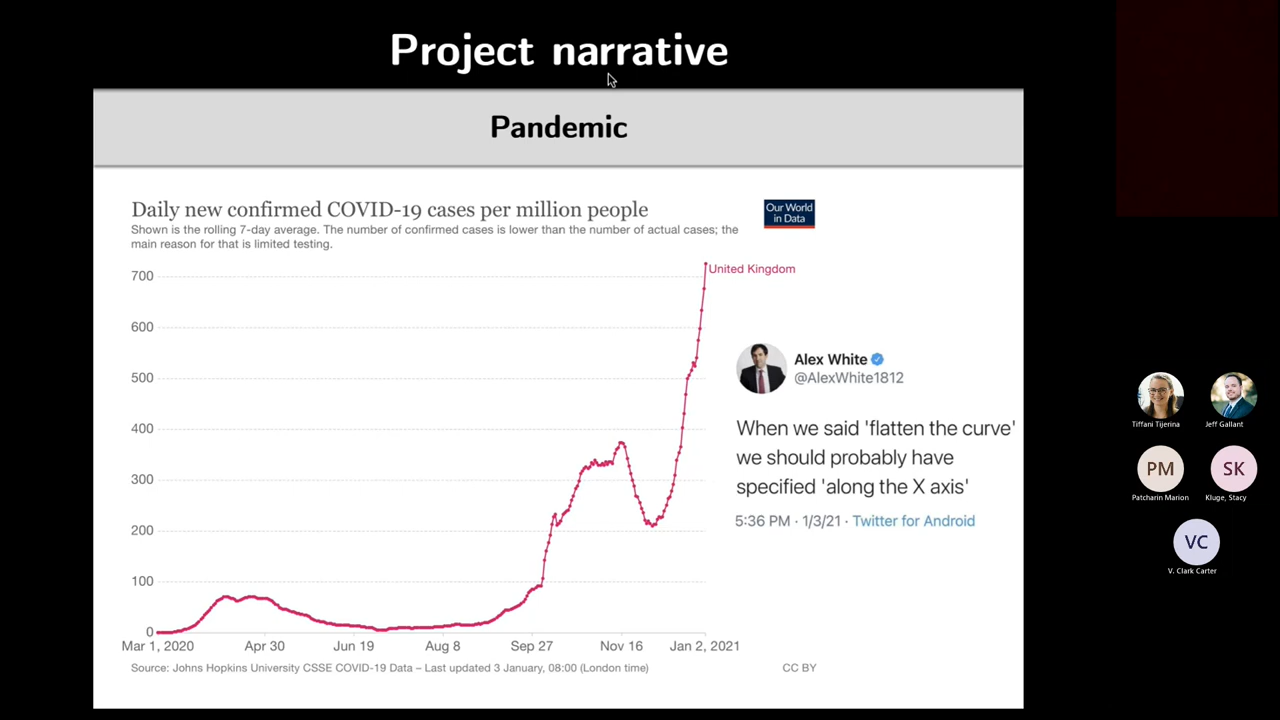 Project narrative
Pandemic
Daily new confirmed COVID-19 cases per million people
Shown is the rolling 7-day average. The number of confirmed cases is lower than the number of actual cases; the
main reason for that is limited testing.
Our World
in Data
700
United Kingdom
600
500
400
300
200
100
0
Mar 1, 2020
Apr 30
Jun 19
Aug 8
Sep 27
Nov 16
Jan 2, 2021
Source: Johns Hopkins University CSSE COVID-19 Data – Last updated 3 January, 08:00 (London time)
CC BY
Alex White
@AlexWhite1812
When we said 'flatten the curve'
we should probably have
specified 'along the X axis'
5:36 PM · 1/3/21 · Twitter for Android
Tiffani Tijerina
Jeff Gallant
PM
SK
Patcharin Marion
Kluge, Stacy
VC
V. Clark Carter